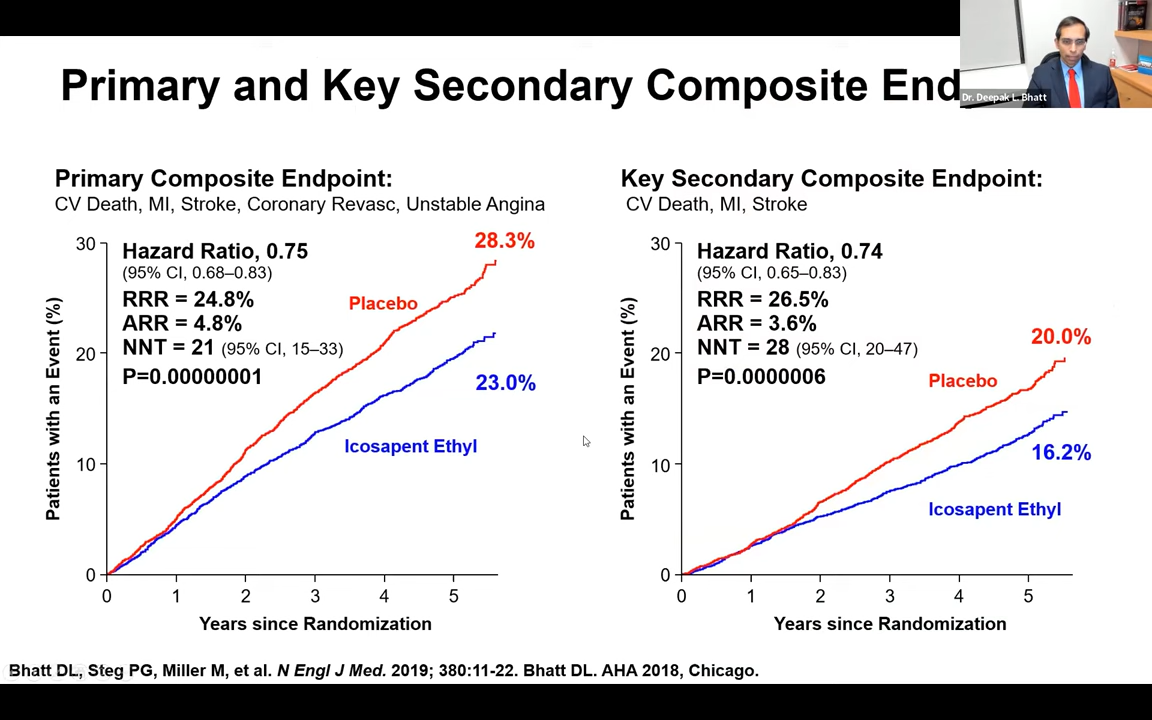 Primary and Key Secondary Composite End
Dr. Deepak L. Bhatt
Primary Composite Endpoint:
CV Death, MI, Stroke, Coronary Revasc, Unstable Angina
30
Hazard Ratio, 0.75
(95% CI, 0.68–0.83)
RRR = 24.8%
ARR = 4.8%
NNT = 21 (95% CI, 15–33)
P=0.00000001
28.3%
Placebo
23.0%
Icosapent Ethyl
Patients with an Event (%)
20
10
0
0 1 2 3 4 5
Years since Randomization
Key Secondary Composite Endpoint:
CV Death, MI, Stroke
30
Hazard Ratio, 0.74
(95% CI, 0.65–0.83)
RRR = 26.5%
ARR = 3.6%
NNT = 28 (95% CI, 20–47)
P=0.0000006
20.0%
Placebo
16.2%
Icosapent Ethyl
Patients with an Event (%)
20
10
0
0 1 2 3 4 5
Years since Randomization
Bhatt DL, Steg PG, Miller M, et al. N Engl J Med. 2019; 380:11-22. Bhatt DL. AHA 2018, Chicago.